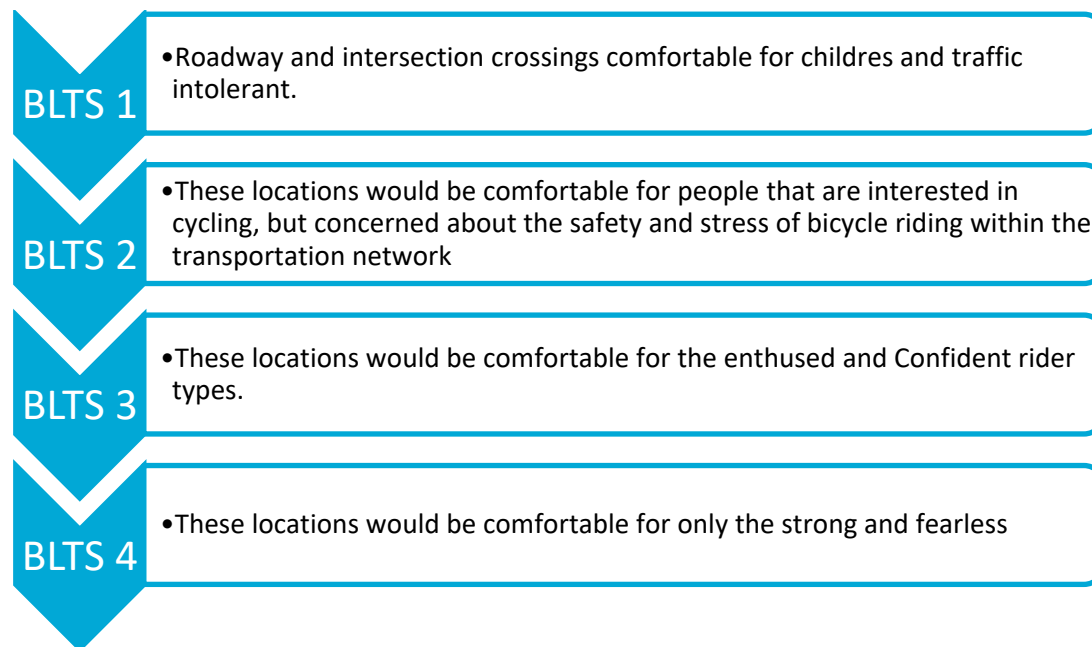 BLTS 1
•Roadway and intersection crossings comfortable for childres and traffic
intolerant.
BLTS 2
•These locations would be comfortable for people that are interested in
cycling, but concerned about the safety and stress of bicycle riding within the
transportation network
BLTS 3
•These locations would be comfortable for the enthused and Confident rider
types.
BLTS 4
•These locations would be comfortable for only the strong and fearless